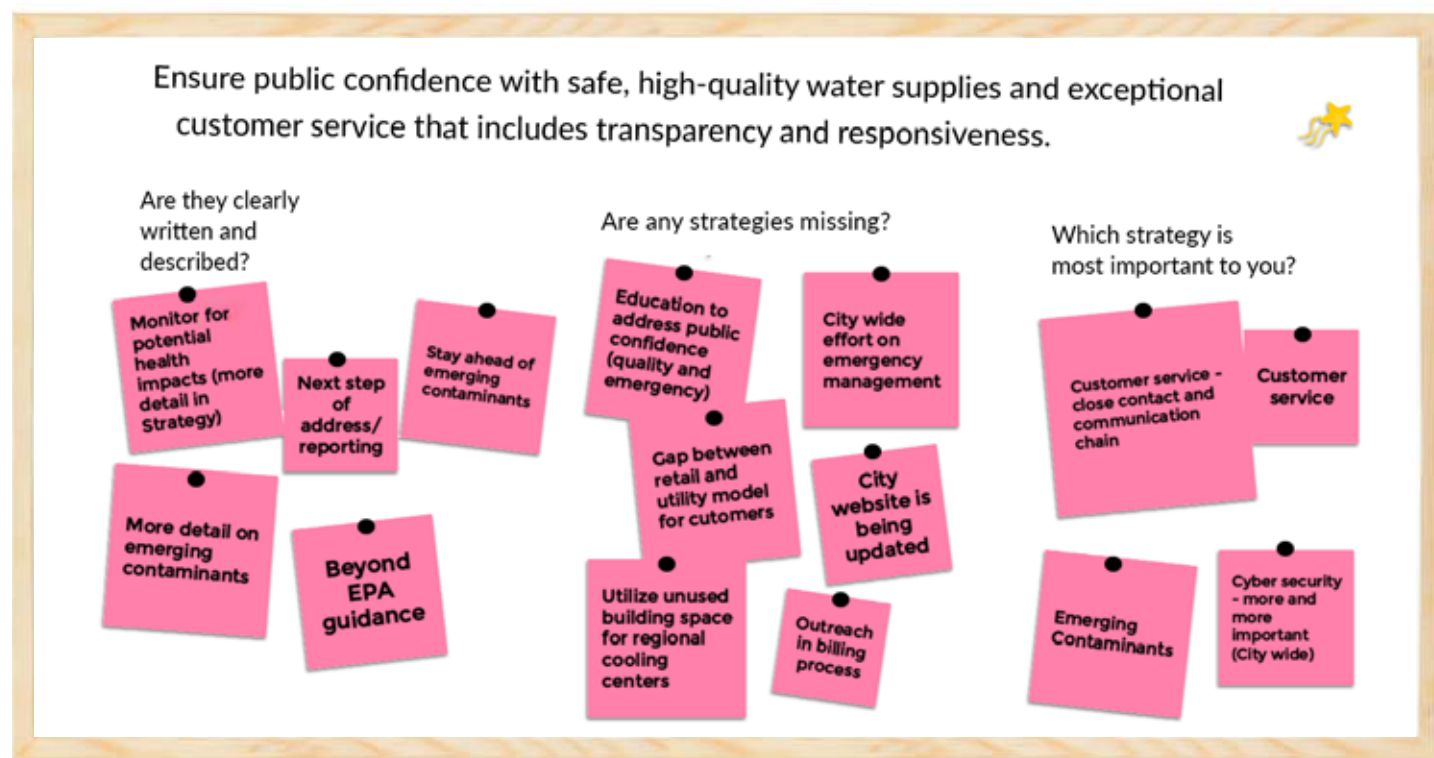 Ensure public confidence with safe, high-quality water supplies and exceptional
customer service that includes transparency and responsiveness.
Are they clearly
written and
described?
Monitor for
potential
health
impacts (more
detail in
Strategy)
Next step
of
address/
reporting
Stay ahead of
emerging
contaminants
More detail on
emerging
contaminants
Beyond
EPA
guidance
Are any strategies missing?
Education to
address public
confidence
(quality and
emergency)
City wide
effort on
emergency
management
Gap between
retail and
utility model
for cutomers
City
website is
being
updated
Utilize unused
building space
for regional
cooling
centers
Outreach
in billing
process
Which strategy is
most important to you?
Customer service -
close contact and
communication
chain
Customer
service
Emerging
Contaminants
Cyber security
- more and
more
important
(City wide)